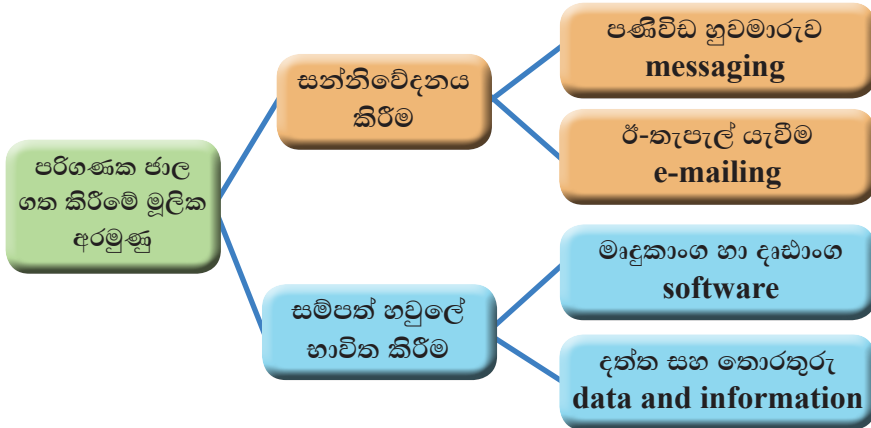 පරිගණක ජාල
ගත කිරීමේ මූලික
අරමුණු
සන්නිවේදනය
කිරීම
පණිවිඩ හුවමාරුව
messaging
ඊ-තැපැල් යැවීම
e-mailing
සම්පත් හවුලේ
භාවිත කිරීම
මෘදුකාංග හා දෘඪාංග
software
දත්ත සහ තොරතුරු
data and information